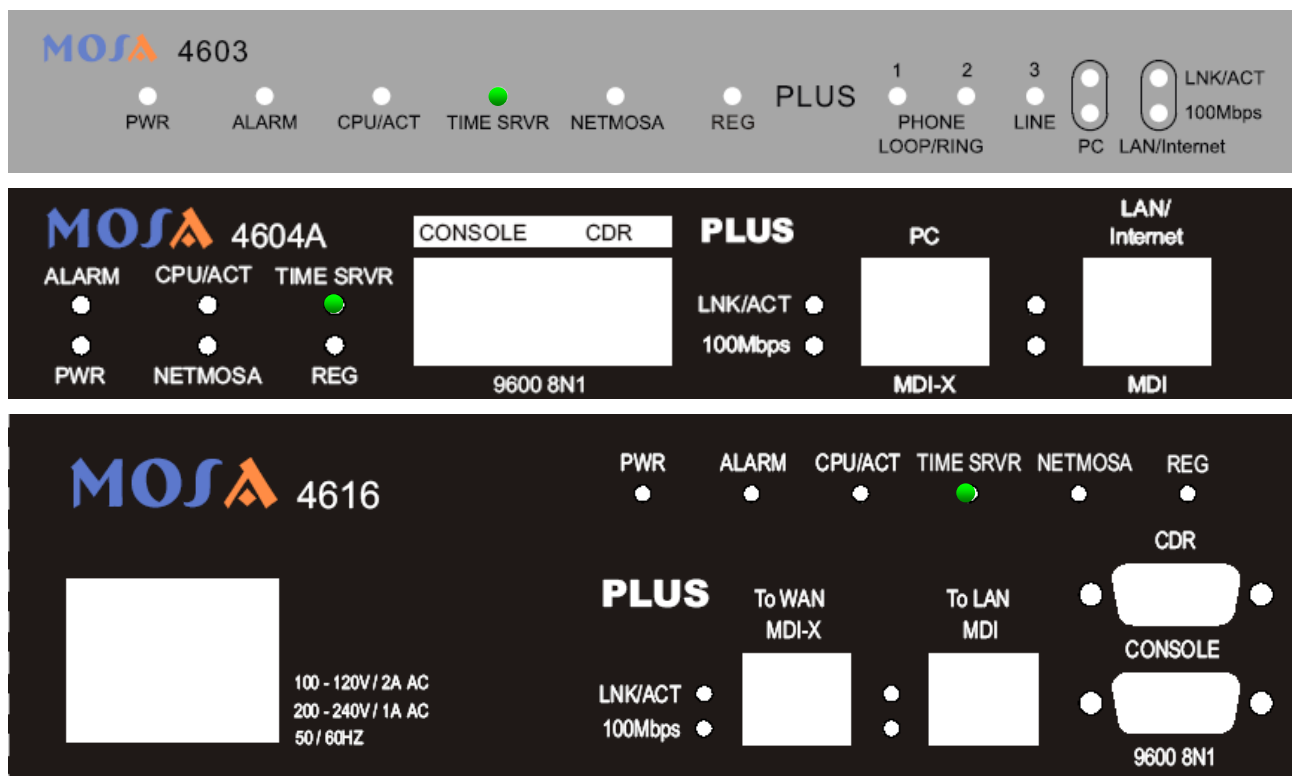 MOSA 4603
PWR ALARM CPU/ACT TIME SRVR NETMOSA REG PLUS
1 2 3
PHONE LINE
LOOP/RING
LNK/ACT
100Mbps
PC LAN/Internet
MOSA 4604A
ALARM CPU/ACT TIME SRVR
PWR NETMOSA REG
CONSOLE CDR
9600 8N1
PLUS
LNK/ACT
100Mbps
PC
MDI-X
LAN/
Internet
MDI
MOSA 4616
PWR ALARM CPU/ACT TIME SRVR NETMOSA REG
100 - 120V / 2A AC
200 - 240V / 1A AC
50 / 60HZ
PLUS
To WAN
MDI-X
To LAN
MDI
LNK/ACT
100Mbps
CDR
CONSOLE
9600 8N1